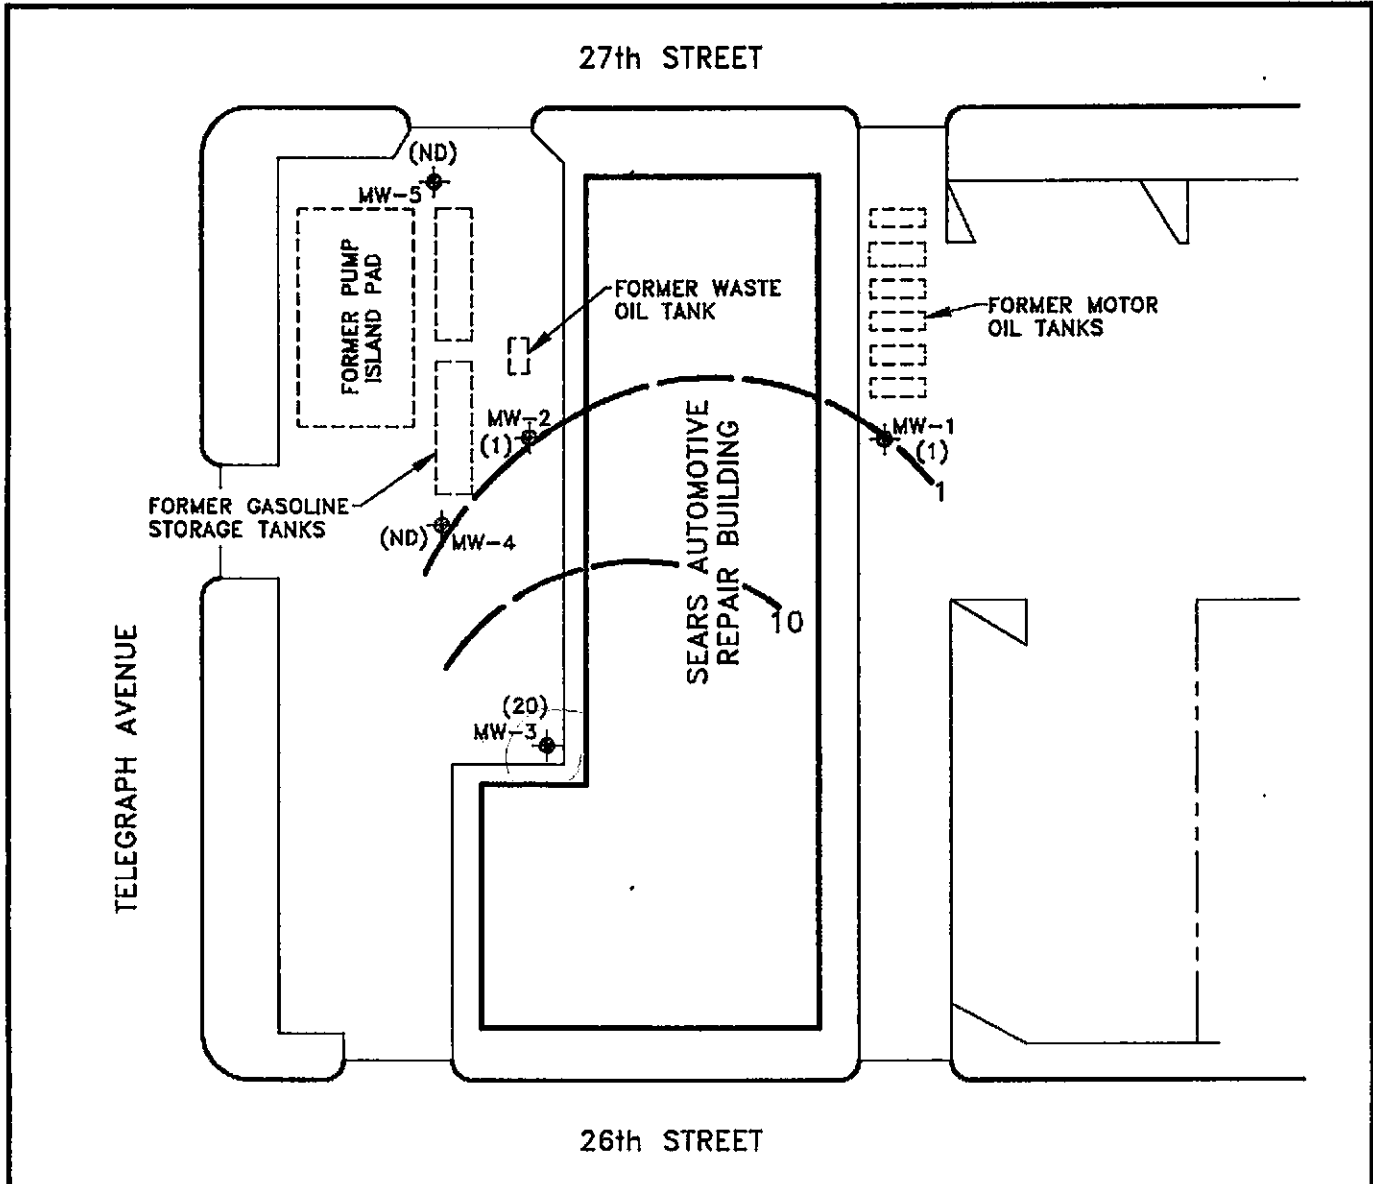 27th STREET
(ND)
MW-5
FORMER PUMP
ISLAND PAD
FORMER WASTE
OIL TANK
FORMER MOTOR
OIL TANKS
MW-2
(1)
MW-1
(1)
1
FORMER GASOLINE
STORAGE TANKS
(ND)
MW-4
SEARS AUTOMOTIVE
REPAIR BUILDING
10
(20)
MW-3
TELEGRAPH AVENUE
26th STREET